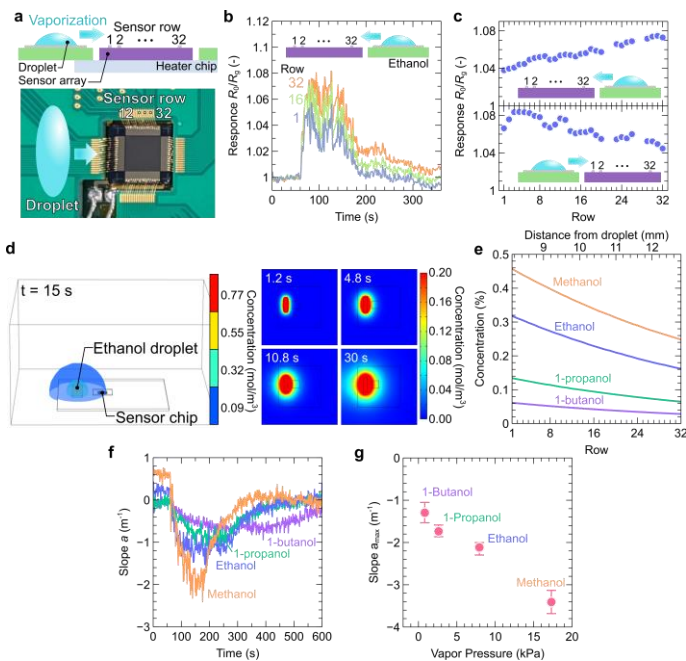 a
Vaporization
Sensor row
1 2 ••• 32
Droplet
Sensor array
Heater chip
Sensor row
1 2 32
Droplet
b
Responce R₀/Rg (-)
1.12
1.1
1.08
1.06
1.04
1.02
1
0.98
1 2 ••• 32
Ethanol
Row
32
16
1
0 100 200 300
Time (s)
c
Response R₀/Rg (-)
1.08
1.04
1
1 2 ••• 32
1.08
1.04
1
1 2 ••• 32
1 8 16 24 32
Row
d
t = 15 s
Ethanol droplet
Sensor chip
0.77
0.55
0.32
0.09
Concentration (mol/m³)
1.2 s
4.8 s
10.8 s
30 s
0.20
0.16
0.12
0.08
0.04
0.00
Concentration (mol/m³)
e
Distance from droplet (mm)
9 10 11 12
Concentration (%)
0.5
0.4
0.3
0.2
0.1
0
Methanol
Ethanol
1-propanol
1-butanol
1 8 16 24 32
Row
f
Slope a (m⁻¹)
1
0
−1
−2
−3
1-butanol
1-propanol
Ethanol
Methanol
0 100 200 300 400 500 600
Time (s)
g
Slope aₘₐₓ (m⁻¹)
0
−1
−2
−3
−4
1-Butanol
1-Propanol
Ethanol
Methanol
0 5 10 15 20
Vapor Pressure (kPa)